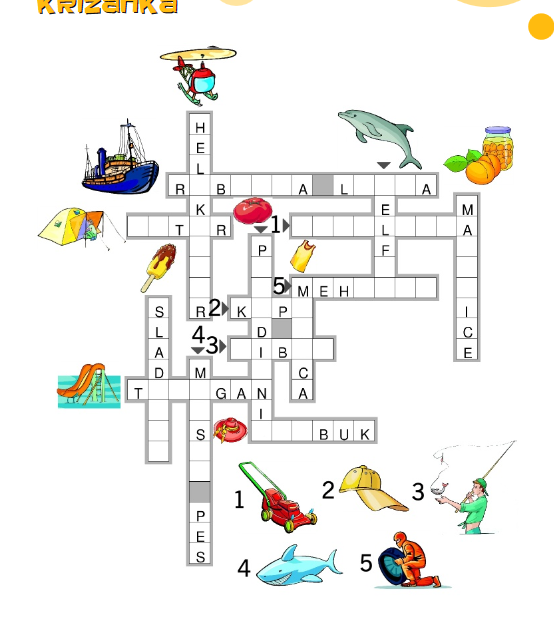 Križanka
H
E
L
R B A L A
K E M
T R 1 L A
P F
5 M E H
S R 2 K P I
L 4 D C
A 3 I B E
D M C
T G A N A
I
S B U K
P
E
S
1 2 3
4 5